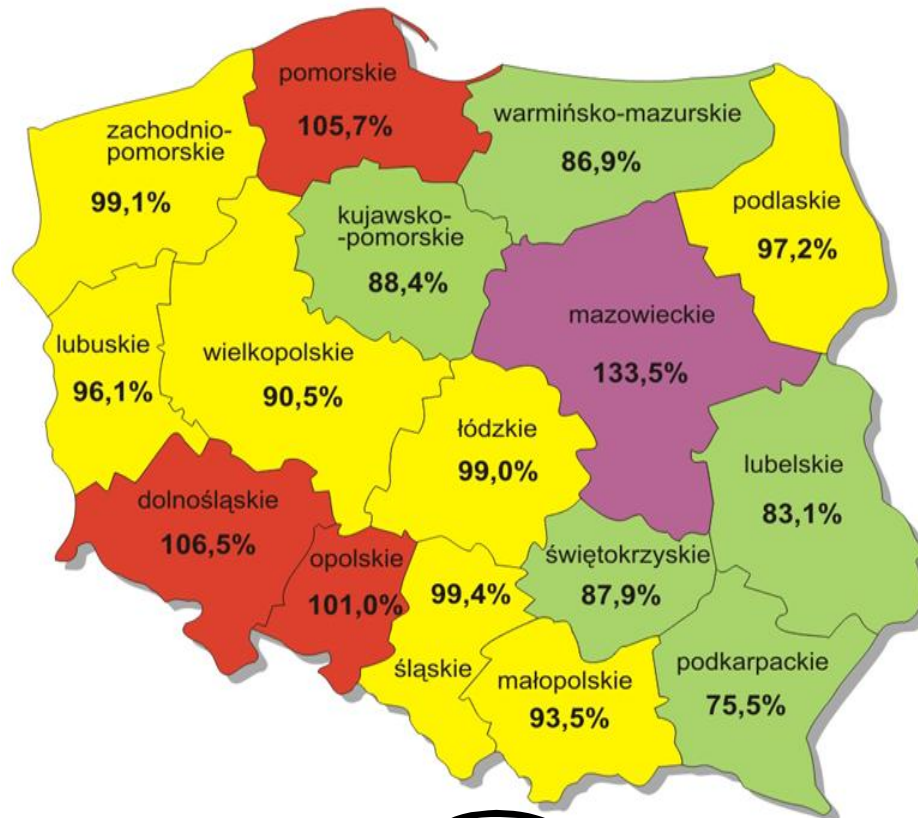 pomorskie
105,7%
warmińsko-mazurskie
86,9%
zachodnio-
pomorskie
99,1%
podlaskie
97,2%
kujawsko-
-pomorskie
88,4%
mazowieckie
133,5%
lubuskie
96,1%
wielkopolskie
90,5%
łódzkie
99,0%
lubelskie
83,1%
dolnośląskie
106,5%
opolskie
101,0%
99,4%
śląskie
świętokrzyskie
87,9%
małopolskie
93,5%
podkarpackie
75,5%